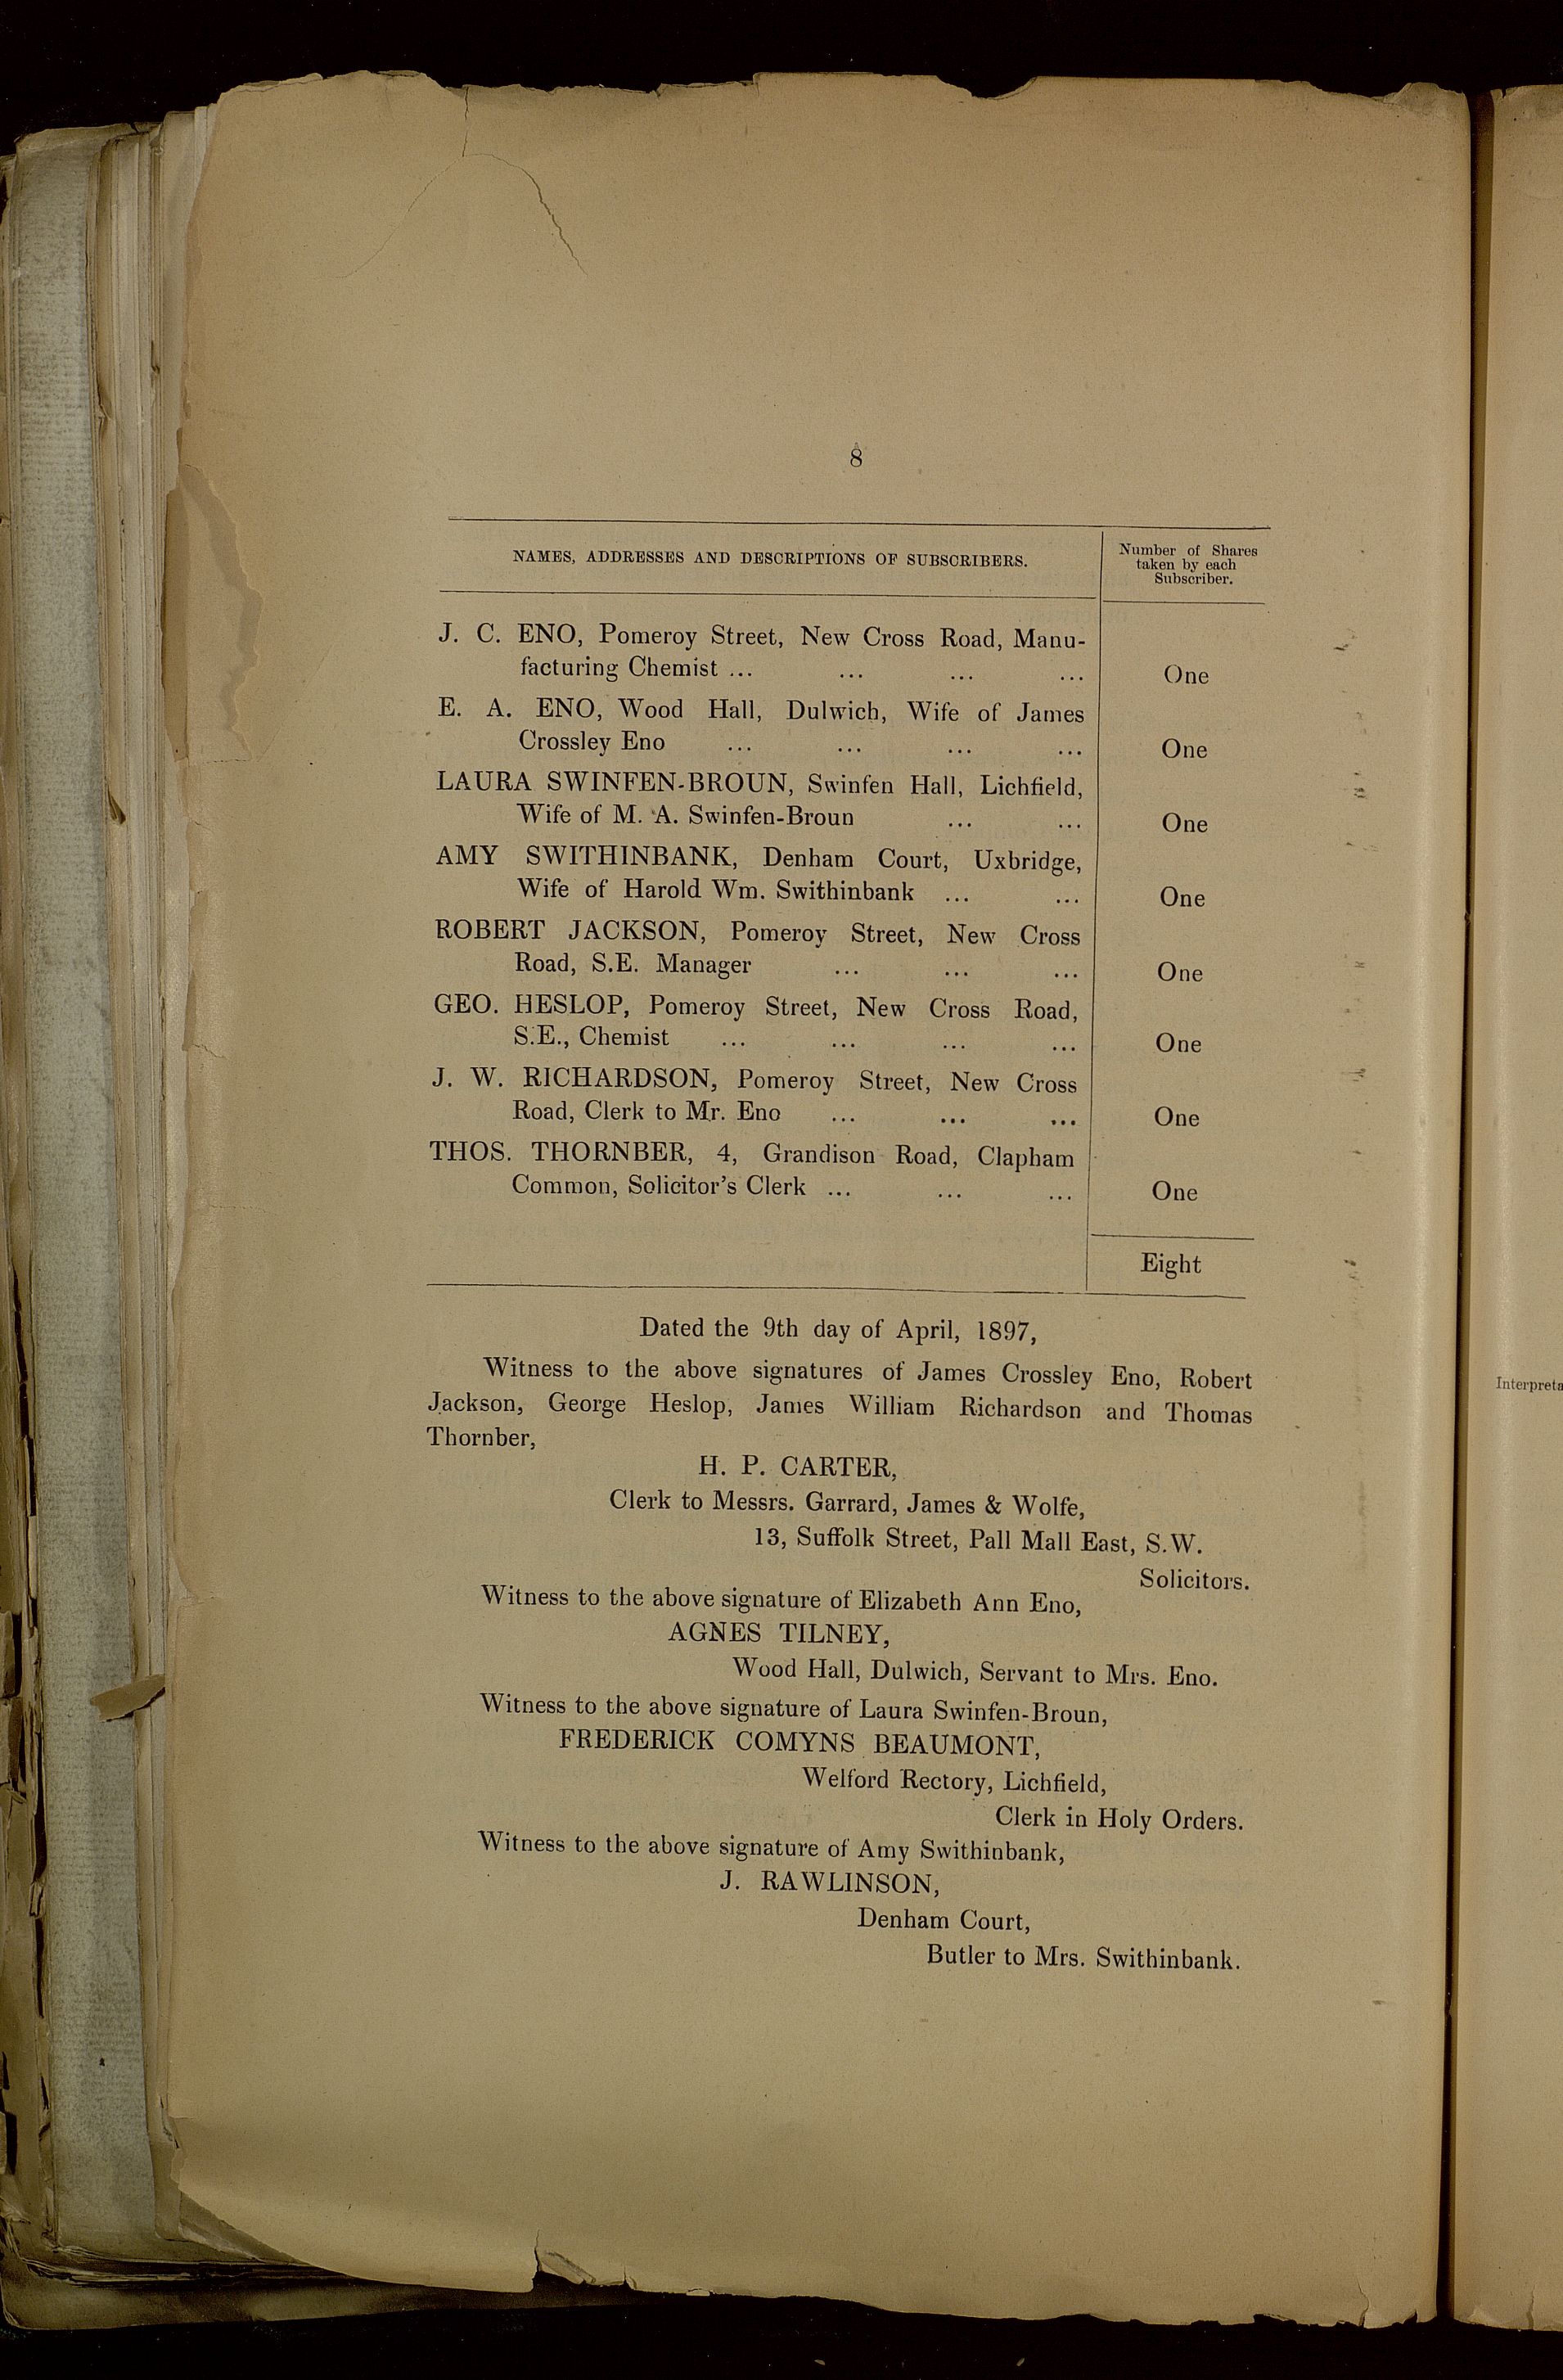 8
NAMES, ADDRESSES AND DESCRIPTIONS OF SUBSCRIBERS.
Number of Shares
taken by each
Subscriber.
J. C. ENO, Pomeroy Street, New Cross Road, Manu-
facturing Chemist ... ... ... ... One
E. A. ENO, Wood Hall, Dulwich, Wife of James
Crossley Eno ... ... ... ... One
LAURA SWINFEN-BROUN, Swinfen Hall, Lichfield,
Wife of M. A. Swinfen-Broun ... ... One
AMY SWITHINBANK, Denham Court, Uxbridge,
Wife of Harold Wm. Swithinbank ... ... One
ROBERT JACKSON, Pomeroy Street, New Cross
Road, S.E. Manager ... ... ... One
GEO. HESLOP, Pomeroy Street, New Cross Road,
S.E., Chemist ... ... ... ... One
J. W. RICHARDSON, Pomeroy Street, New Cross
Road, Clerk to Mr. Eno ... ... ... One
THOS. THORNBER, 4, Grandison Road, Clapham
Common, Solicitor's Clerk ... ... ... One
Eight
Dated the 9th day of April, 1897,
Witness to the above signatures of James Crossley Eno, Robert
Jackson, George Heslop, James William Richardson and Thomas
Thornber,
H. P. CARTER,
Clerk to Messrs. Garrard, James & Wolfe,
13, Suffolk Street, Pall Mall East, S.W.
Solicitors.
Witness to the above signature of Elizabeth Ann Eno,
AGNES TILNEY,
Wood Hall, Dulwich, Servant to Mrs. Eno.
Witness to the above signature of Laura Swinfen-Broun,
FREDERICK COMYNS BEAUMONT,
Welford Rectory, Lichfield,
Clerk in Holy Orders.
Witness to the above signature of Amy Swithinbank,
J. RAWLINSON,
Denham Court,
Butler to Mrs. Swithinbank.
Interpreta